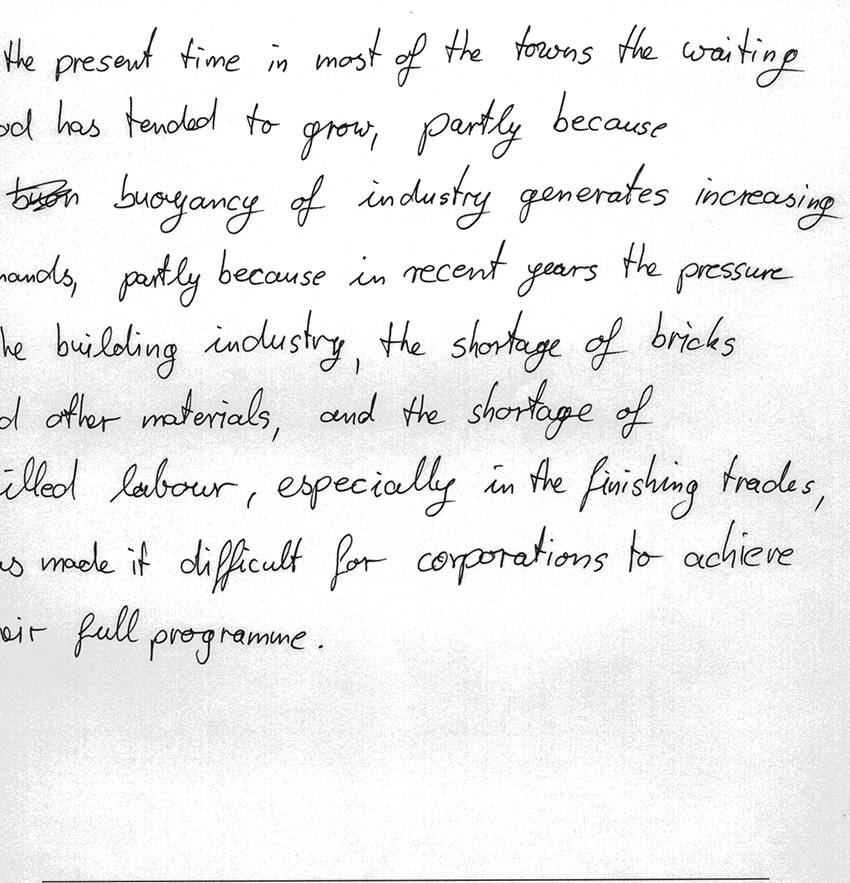 the present time in most of the towns the waiting
od has tended to grow, partly because
buoyancy of industry generates increasing
hands, partly because in recent years the pressure
he building industry, the shortage of bricks
d other materials, and the shortage of
illed labour, especially in the finishing trades,
as made it difficult for corporations to achieve
eir full programme.